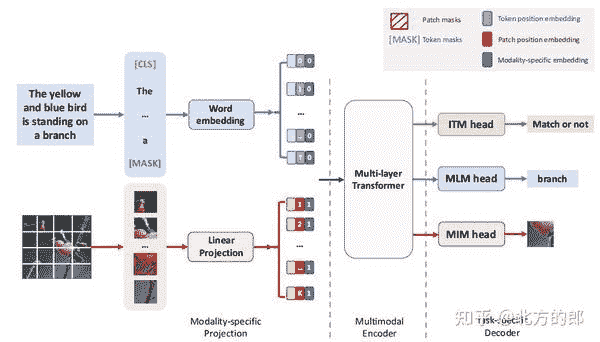 Patch masks
[MASK] Token masks
Token position embedding
Patch position embedding
Modality-specific embedding
The yellow
and blue bird
is standing on
a branch
[CLS]
The
...
a
[MASK]
Word
embedding
0 0
1 0
...
... 0
T 0
...
Linear
Projection
1 1
2 1
...
... 1
K 1
Multi-layer
Transformer
ITM head
Match or not
MLM head
branch
MIM head
Modality-specific
Projection
Multimodal
Encoder
Task-specific
Decoder
知乎 @北方的郎